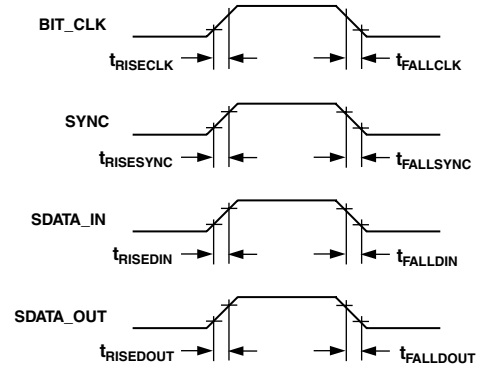 BIT_CLK
tRISECLK
tFALLCLK
SYNC
tRISESYNC
tFALLSYNC
SDATA_IN
tRISEDIN
tFALLDIN
SDATA_OUT
tRISEDOUT
tFALLDOUT